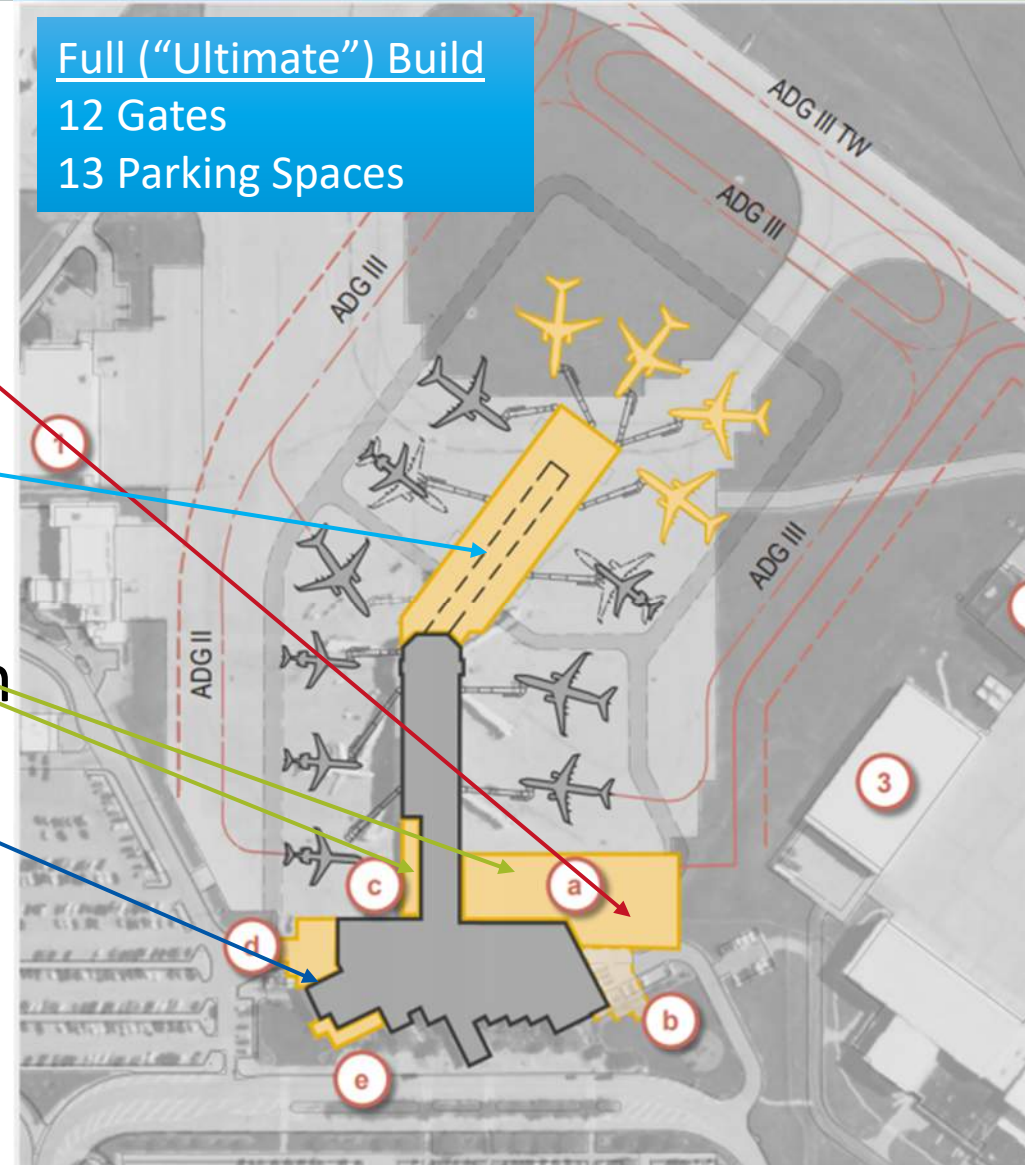 Full (“Ultimate”) Build
12 Gates
13 Parking Spaces
ADG III TW
ADG III
ADG III
1
ADG III
ADG II
n
3
c
a
d
b
e